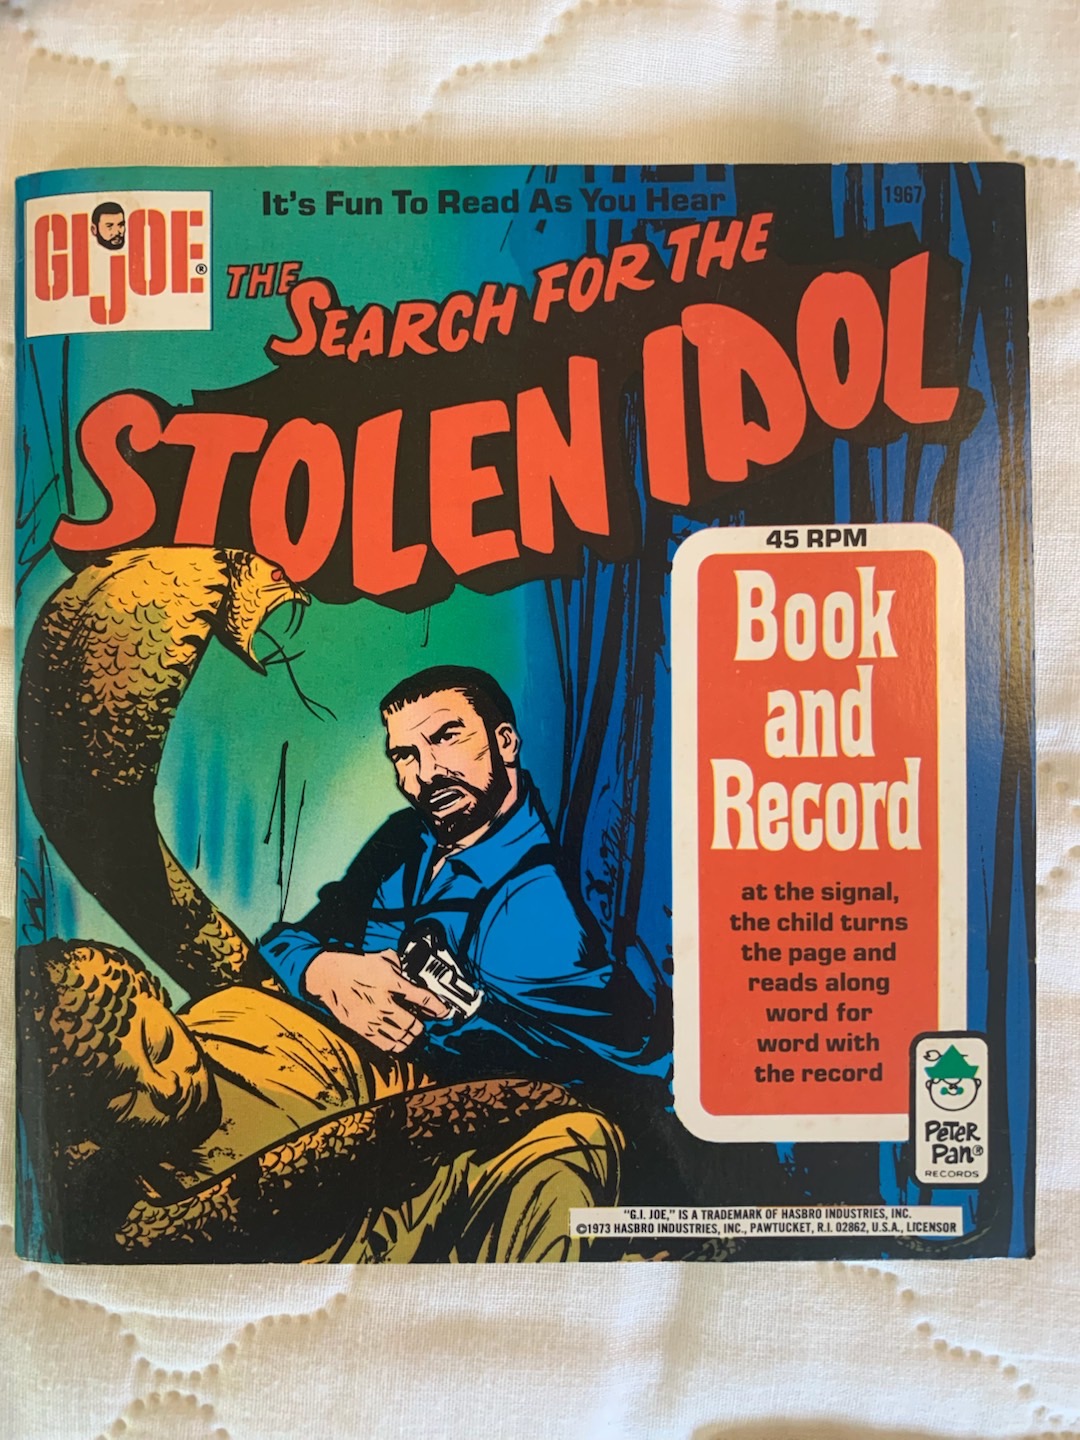 It's Fun To Read As You Hear
1967
GI JOE®
THE SEARCH FOR THE
STOLEN IDOL
45 RPM
Book
and
Record
at the signal,
the child turns
the page and
reads along
word for
word with
the record
PETER
PAN®
RECORDS
"G.I. JOE," IS A TRADEMARK OF HASBRO INDUSTRIES, INC.
©1973 HASBRO INDUSTRIES, INC., PAWTUCKET, R.I. 02862, U.S.A., LICENSOR